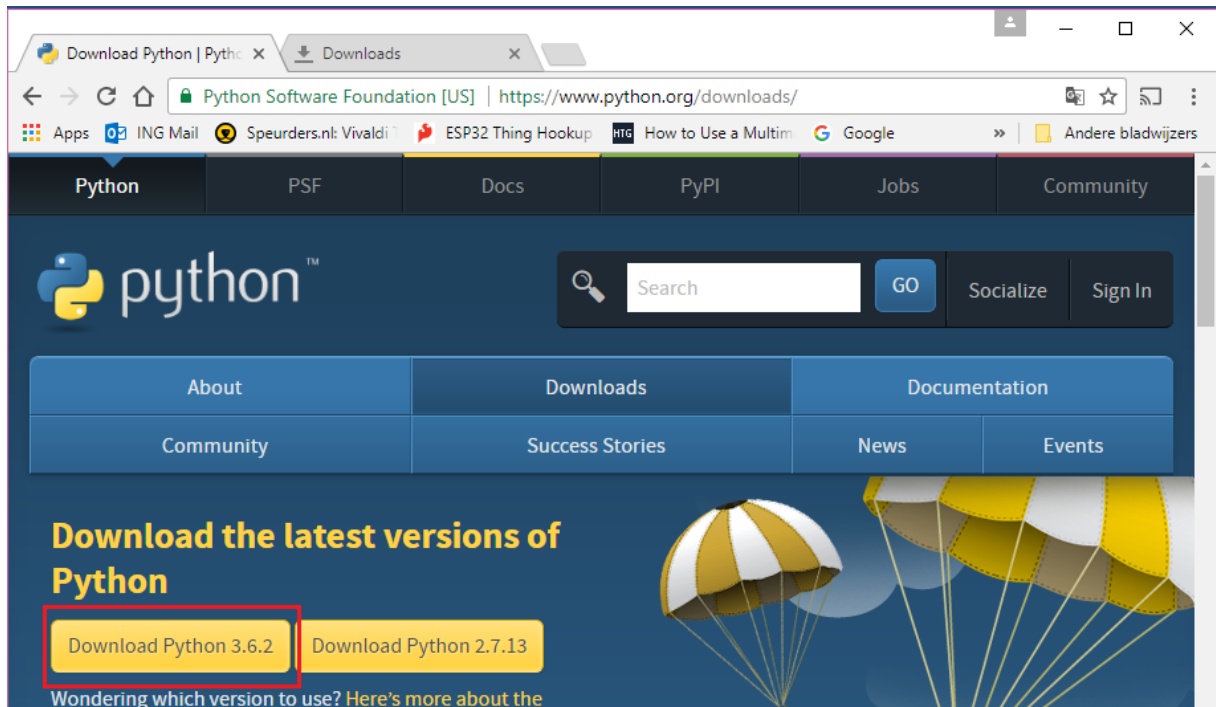 Download Python | Pytho
Downloads
Python Software Foundation [US] | https://www.python.org/downloads/
Apps ING Mail Speurders.nl: Vivaldi ESP32 Thing Hookup HTG How to Use a Multim G Google » Andere bladwijzers
Python PSF Docs PyPI Jobs Community
python™
Search GO Socialize Sign In
About Downloads Documentation
Community Success Stories News Events
Download the latest versions of
Python
Download Python 3.6.2 Download Python 2.7.13
Wondering which version to use? Here's more about the